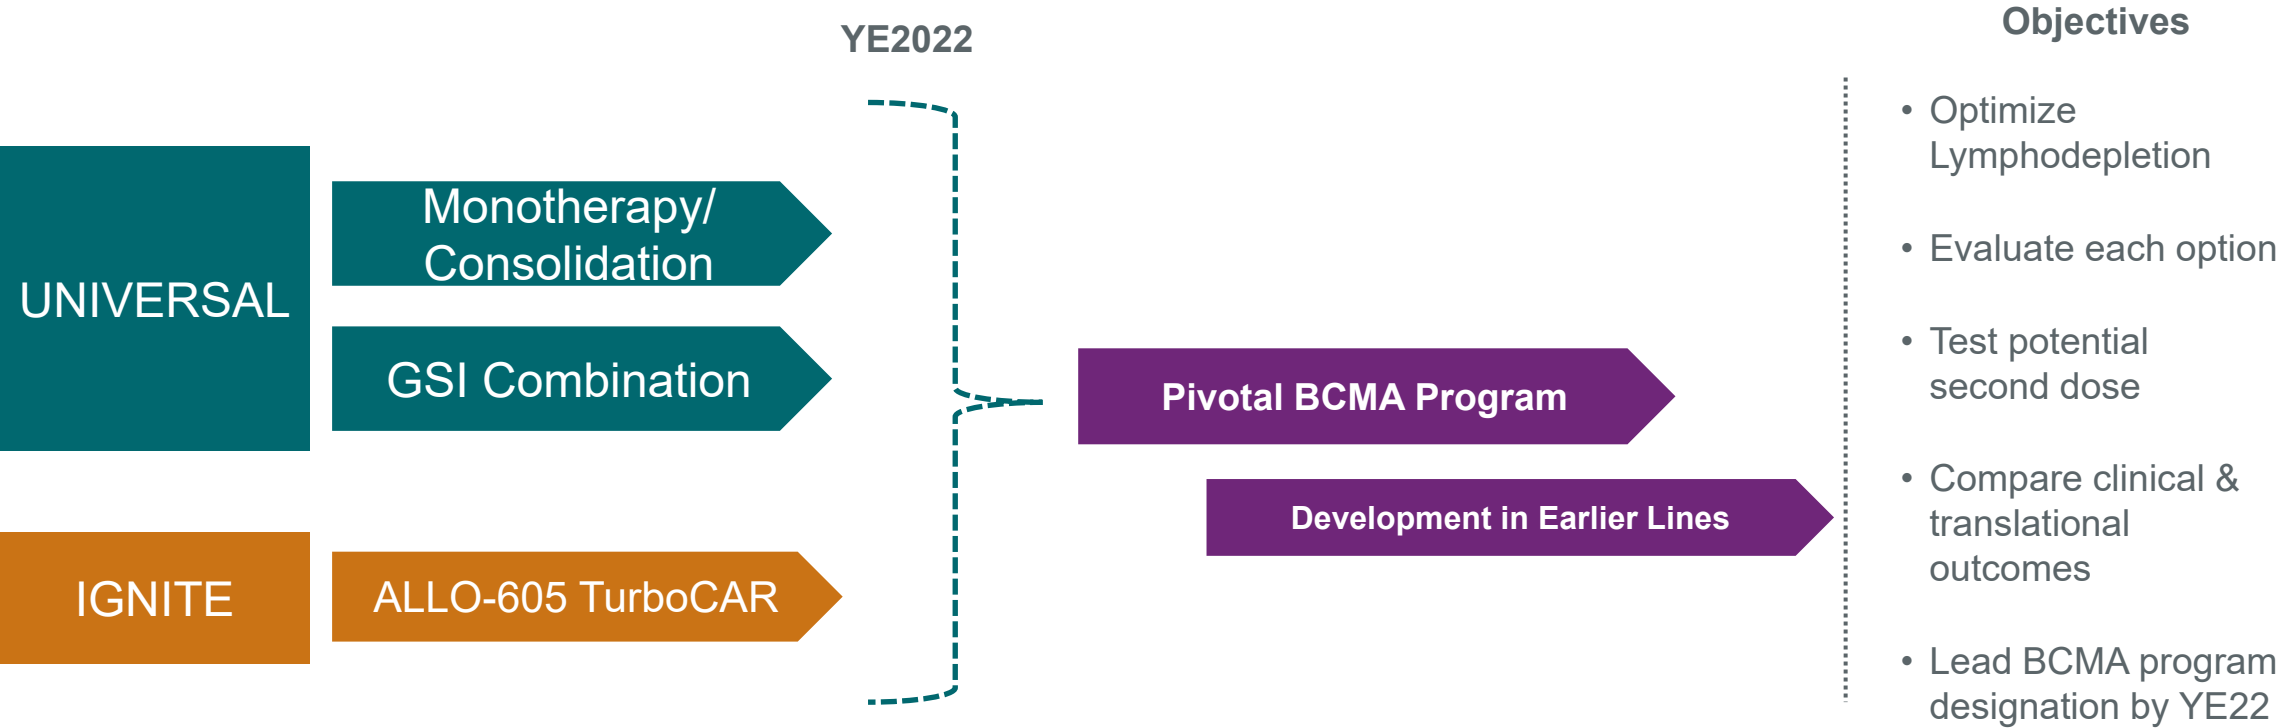 YE2022
UNIVERSAL
Monotherapy/
Consolidation
GSI Combination
IGNITE
ALLO-605 TurboCAR
Pivotal BCMA Program
Development in Earlier Lines
Objectives
• Optimize
Lymphodepletion
• Evaluate each option
• Test potential
second dose
• Compare clinical &
translational
outcomes
• Lead BCMA program
designation by YE22